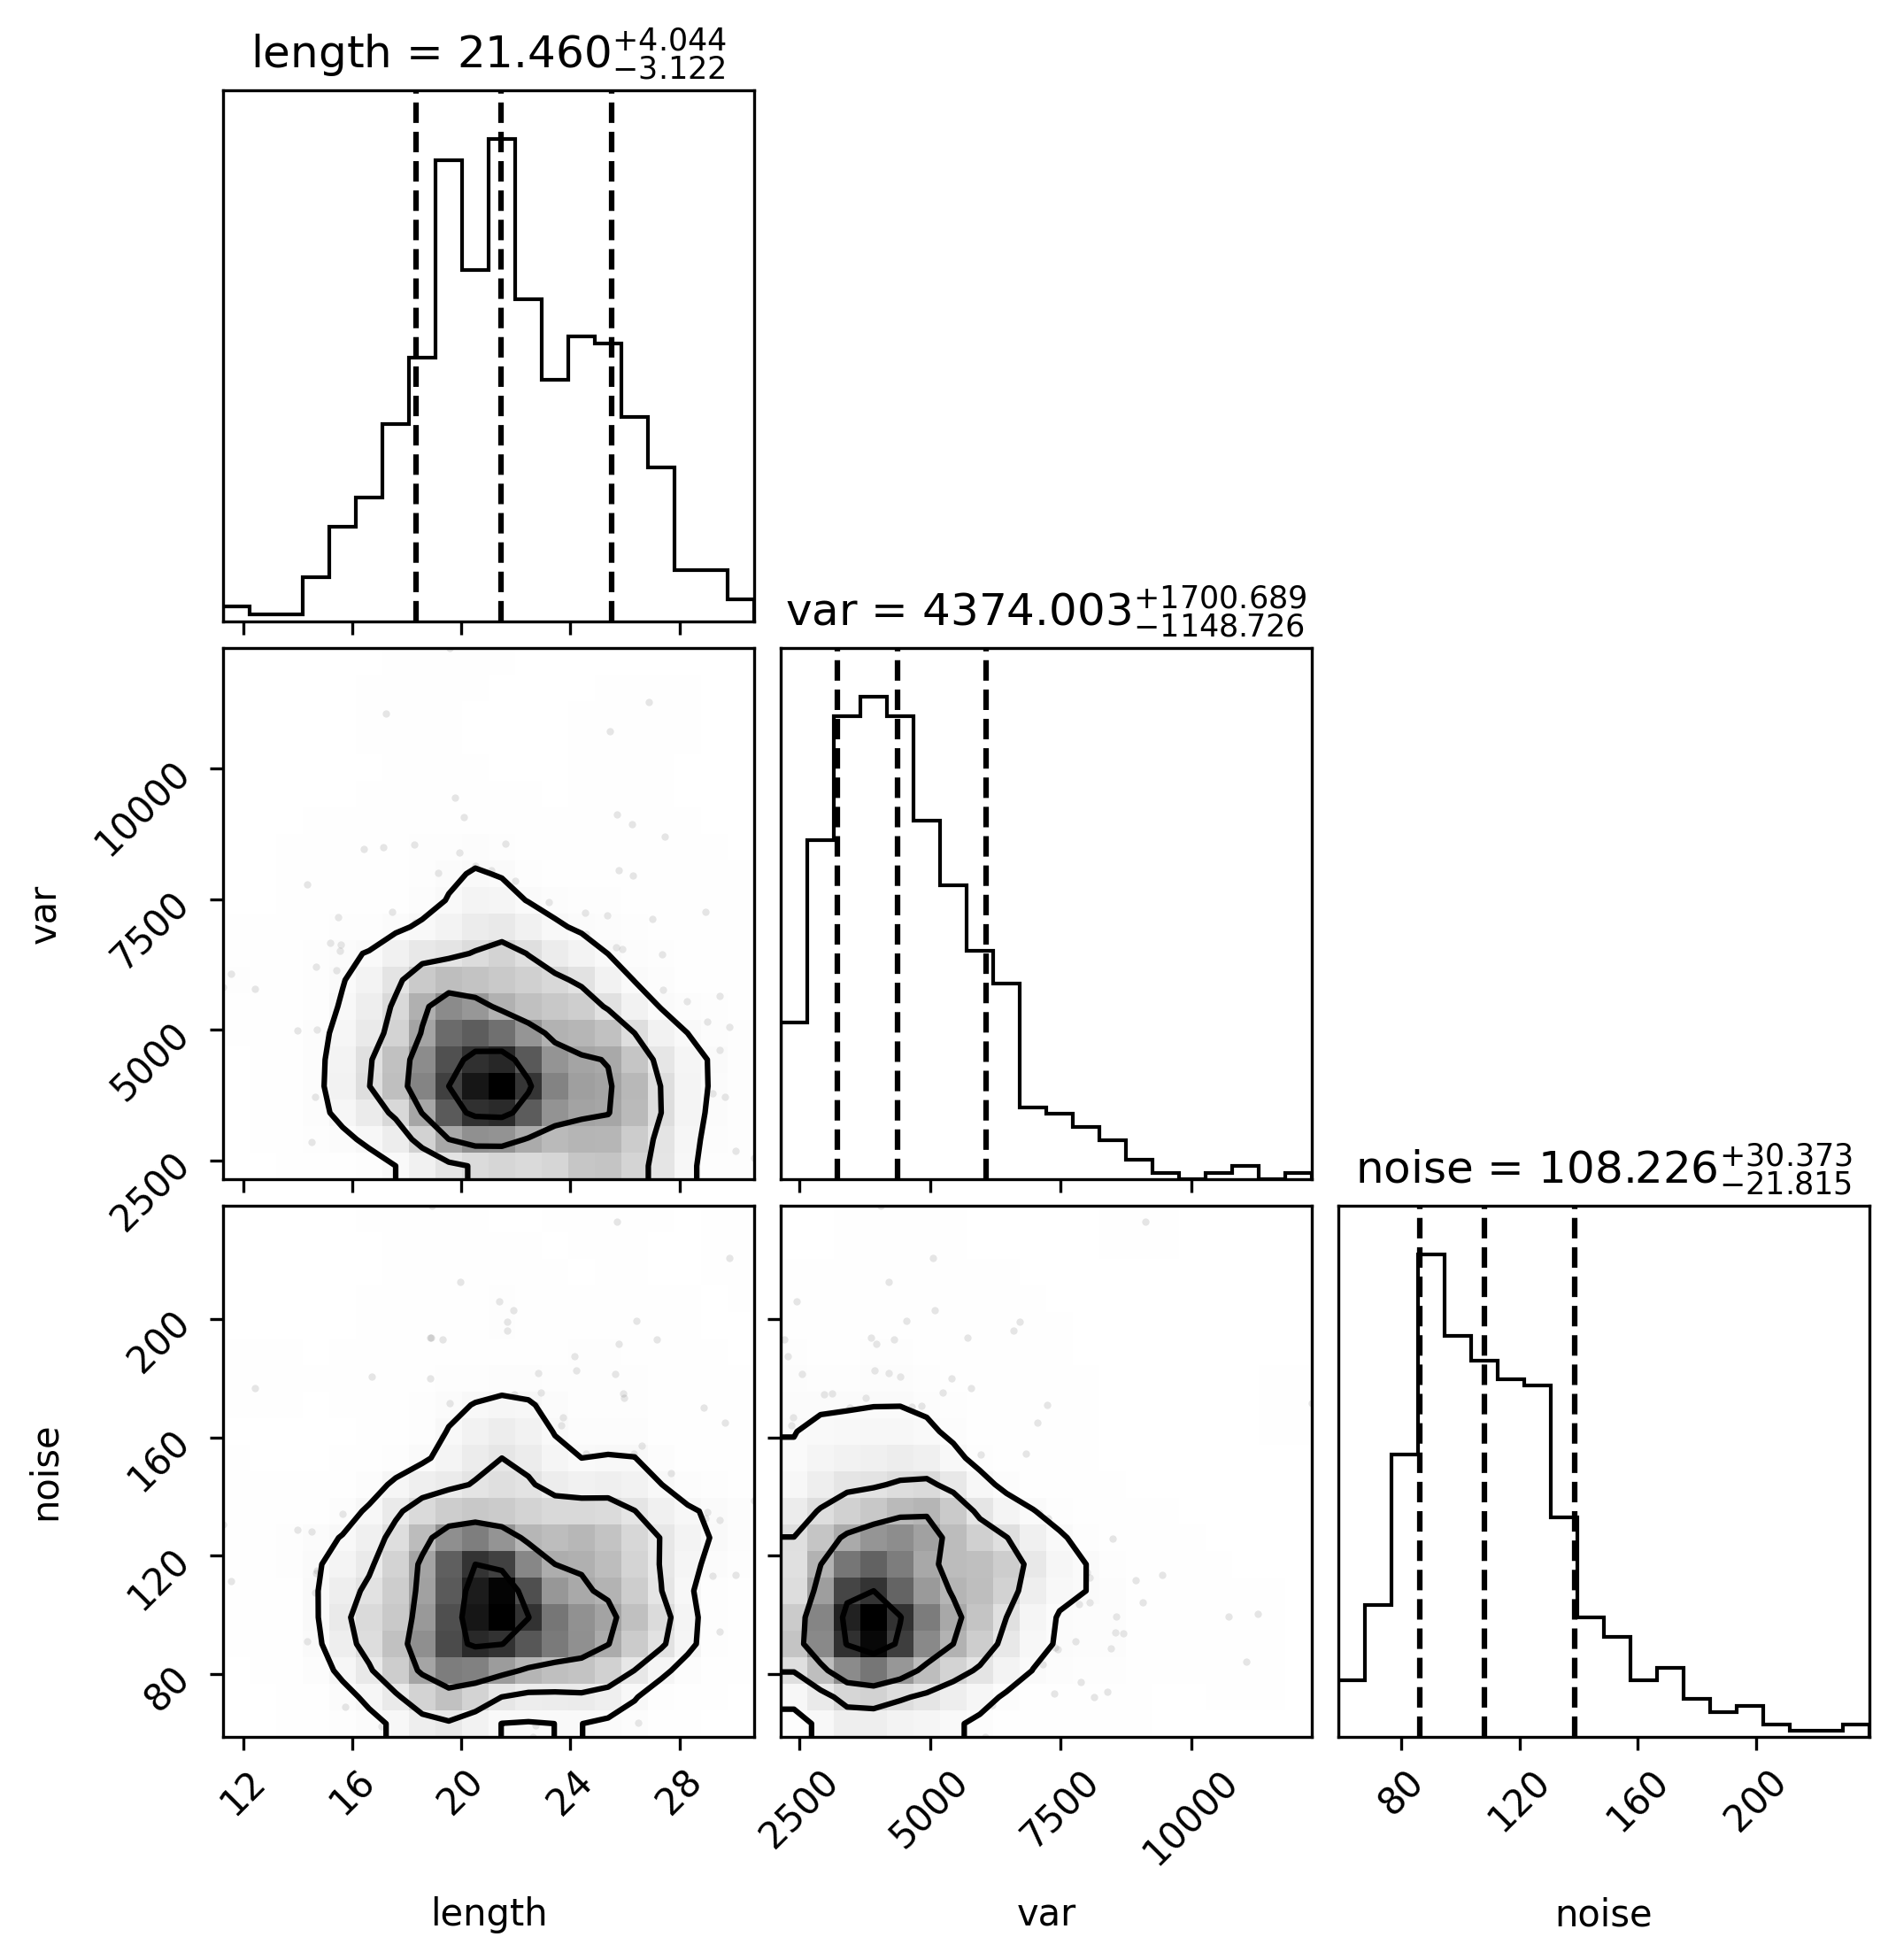 length = 21.460 +4.044 −3.122
var = 4374.003 +1700.689 −1148.726
10000
7500
5000
2500
var
noise = 108.226 +30.373 −21.815
200
160
120
80
noise
12 16 20 24 28 2500 5000 7500 10000 80 120 160 200
length var noise